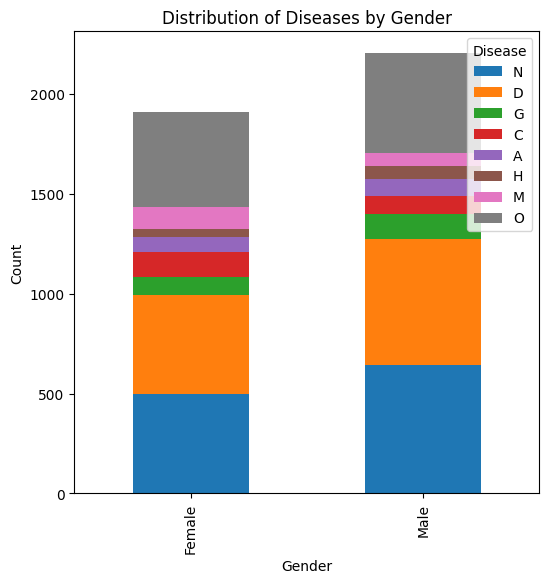 Distribution of Diseases by Gender
Disease
N
D
G
C
A
H
M
O
2000
1500
1000
500
0
Count
Female
Male
Gender